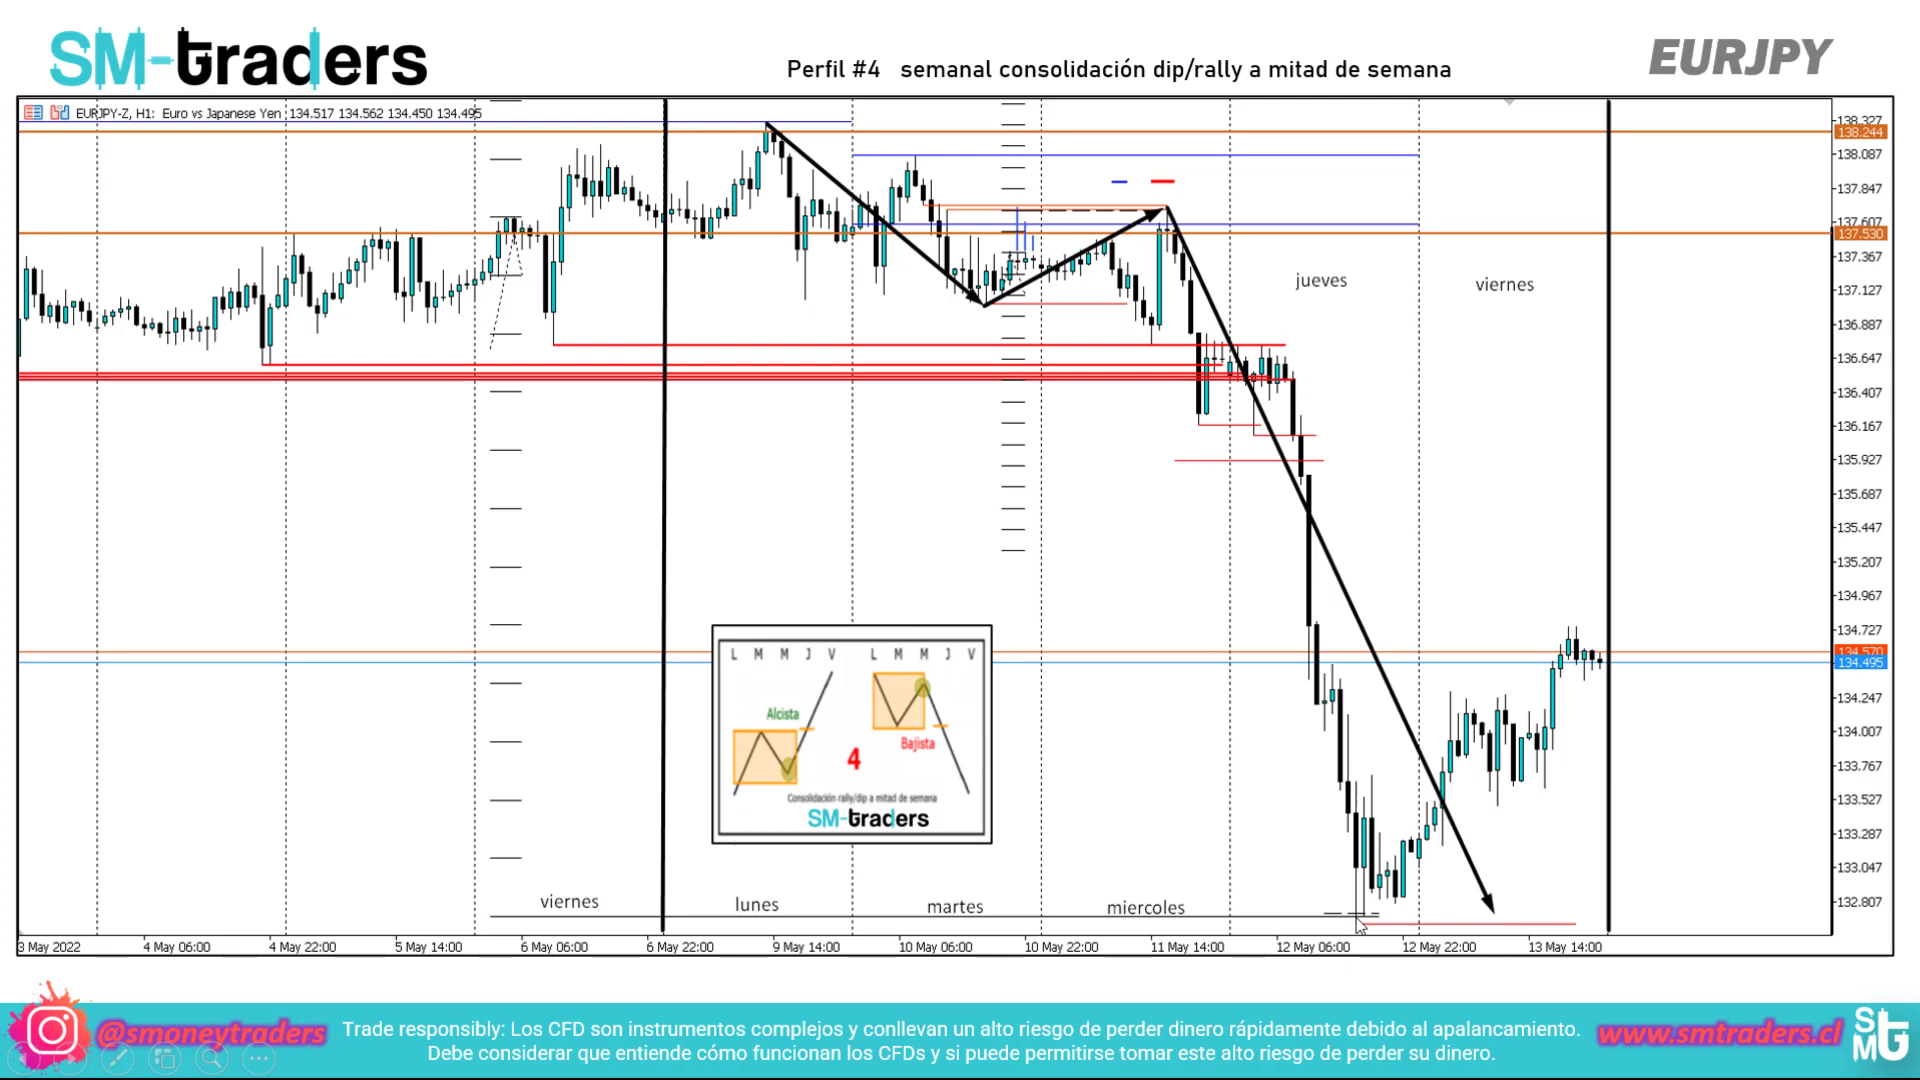 SM-traders
Perfil #4 semanal consolidación dip/rally a mitad de semana
EURJPY
EURJPY-Z, H1: Euro vs Japanese Yen 134.517 134.562 134.450 134.495
138.327
138.244
138.087
137.847
137.607
137.530
137.367
137.127
136.887
136.647
136.407
136.167
135.927
135.687
135.447
135.207
134.967
134.727
134.570
134.495
134.247
134.007
133.767
133.527
133.287
133.047
132.807
jueves
viernes
L M M J V
L M M J V
Alcista
Bajista
4
Consolidación rally/dip a mitad de semana
SM-traders
viernes
lunes
martes
miercoles
3 May 2022
4 May 06:00
4 May 22:00
5 May 14:00
6 May 06:00
6 May 22:00
9 May 14:00
10 May 06:00
10 May 22:00
11 May 14:00
12 May 06:00
12 May 22:00
13 May 14:00
@smoneytraders
Trade responsibly: Los CFD son instrumentos complejos y conllevan un alto riesgo de perder dinero rápidamente debido al apalancamiento.
Debe considerar que entiende cómo funcionan los CFDs y si puede permitirse tomar este alto riesgo de perder su dinero.
www.smtraders.cl
SMt